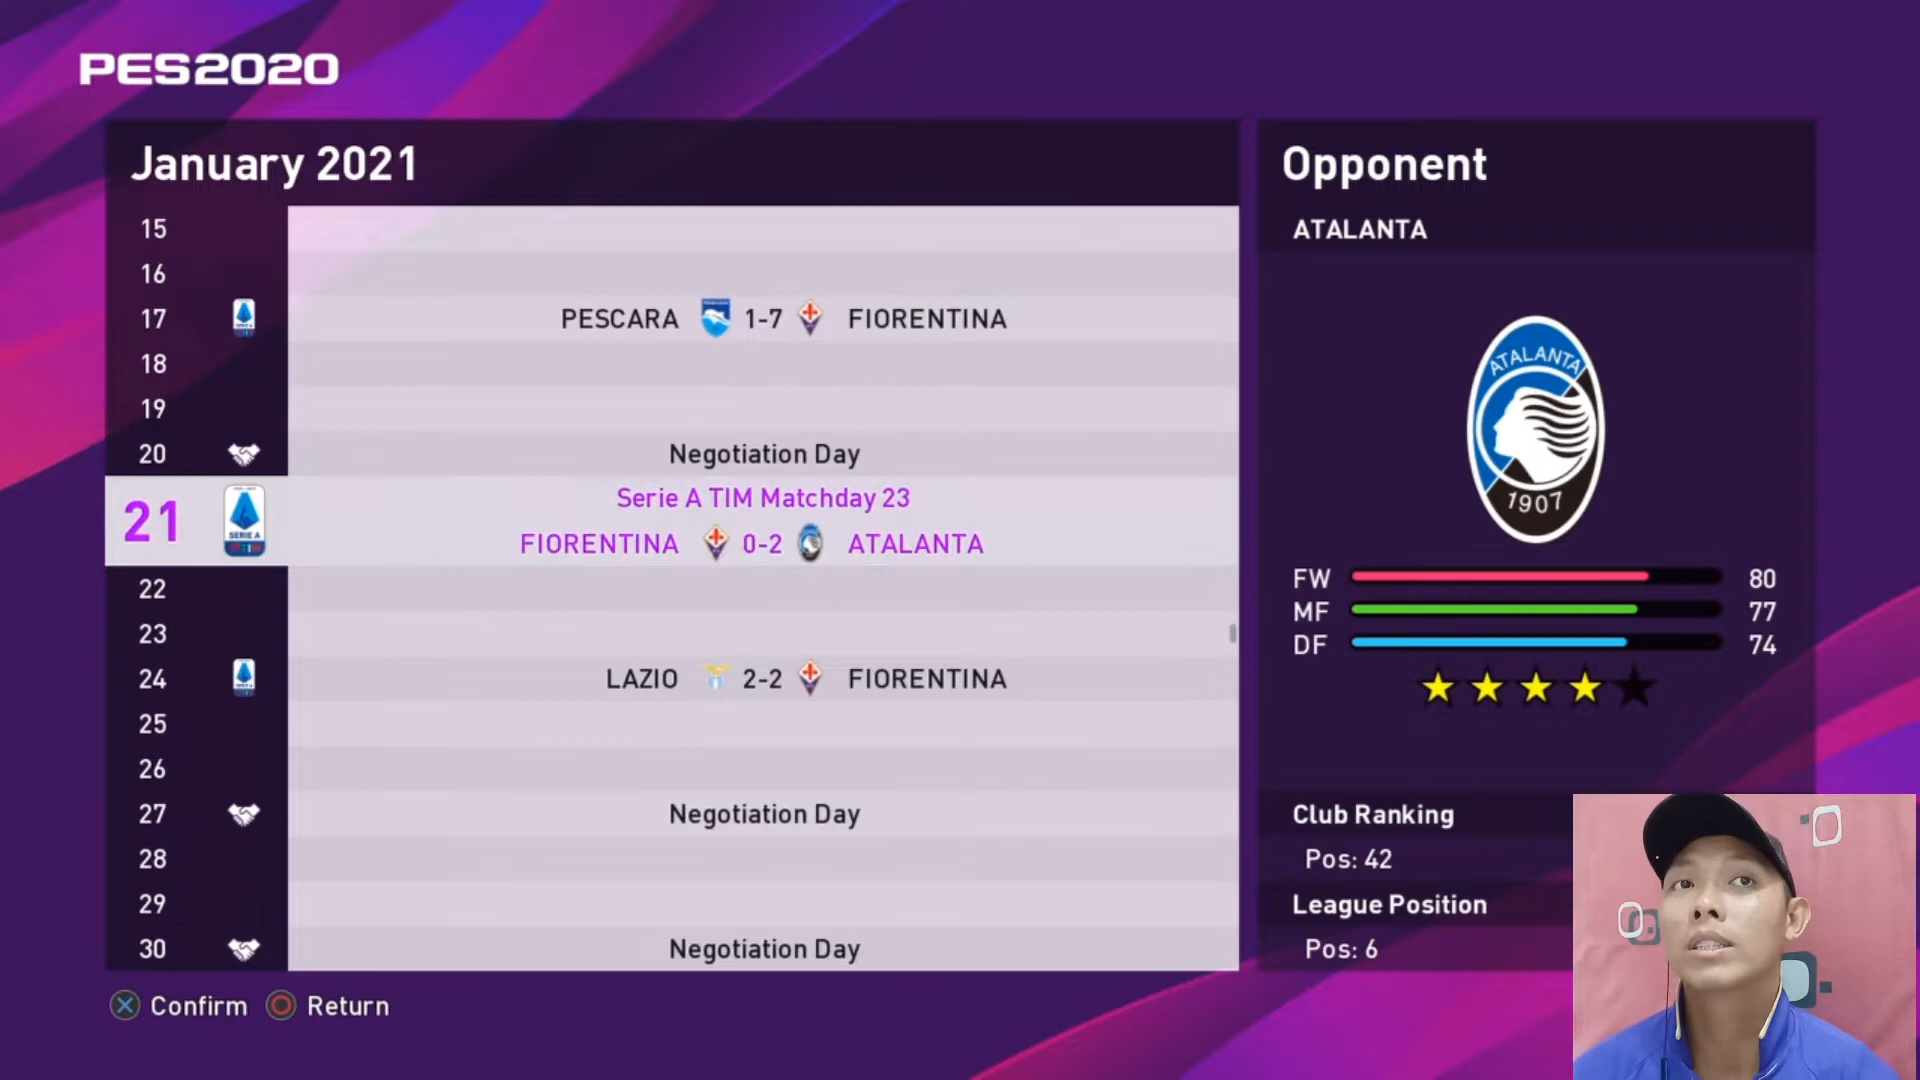 PES2020
January 2021
15
16
17 PESCARA 1-7 FIORENTINA
18
19
20 Negotiation Day
21 SERIE A Serie A TIM Matchday 23
FIORENTINA 0-2 ATALANTA
22
23
24 LAZIO 2-2 FIORENTINA
25
26
27 Negotiation Day
28
29
30 Negotiation Day
Confirm Return
Opponent
ATALANTA
ATALANTA
1907
FW 80
MF 77
DF 74
Club Ranking
Pos: 42
League Position
Pos: 6